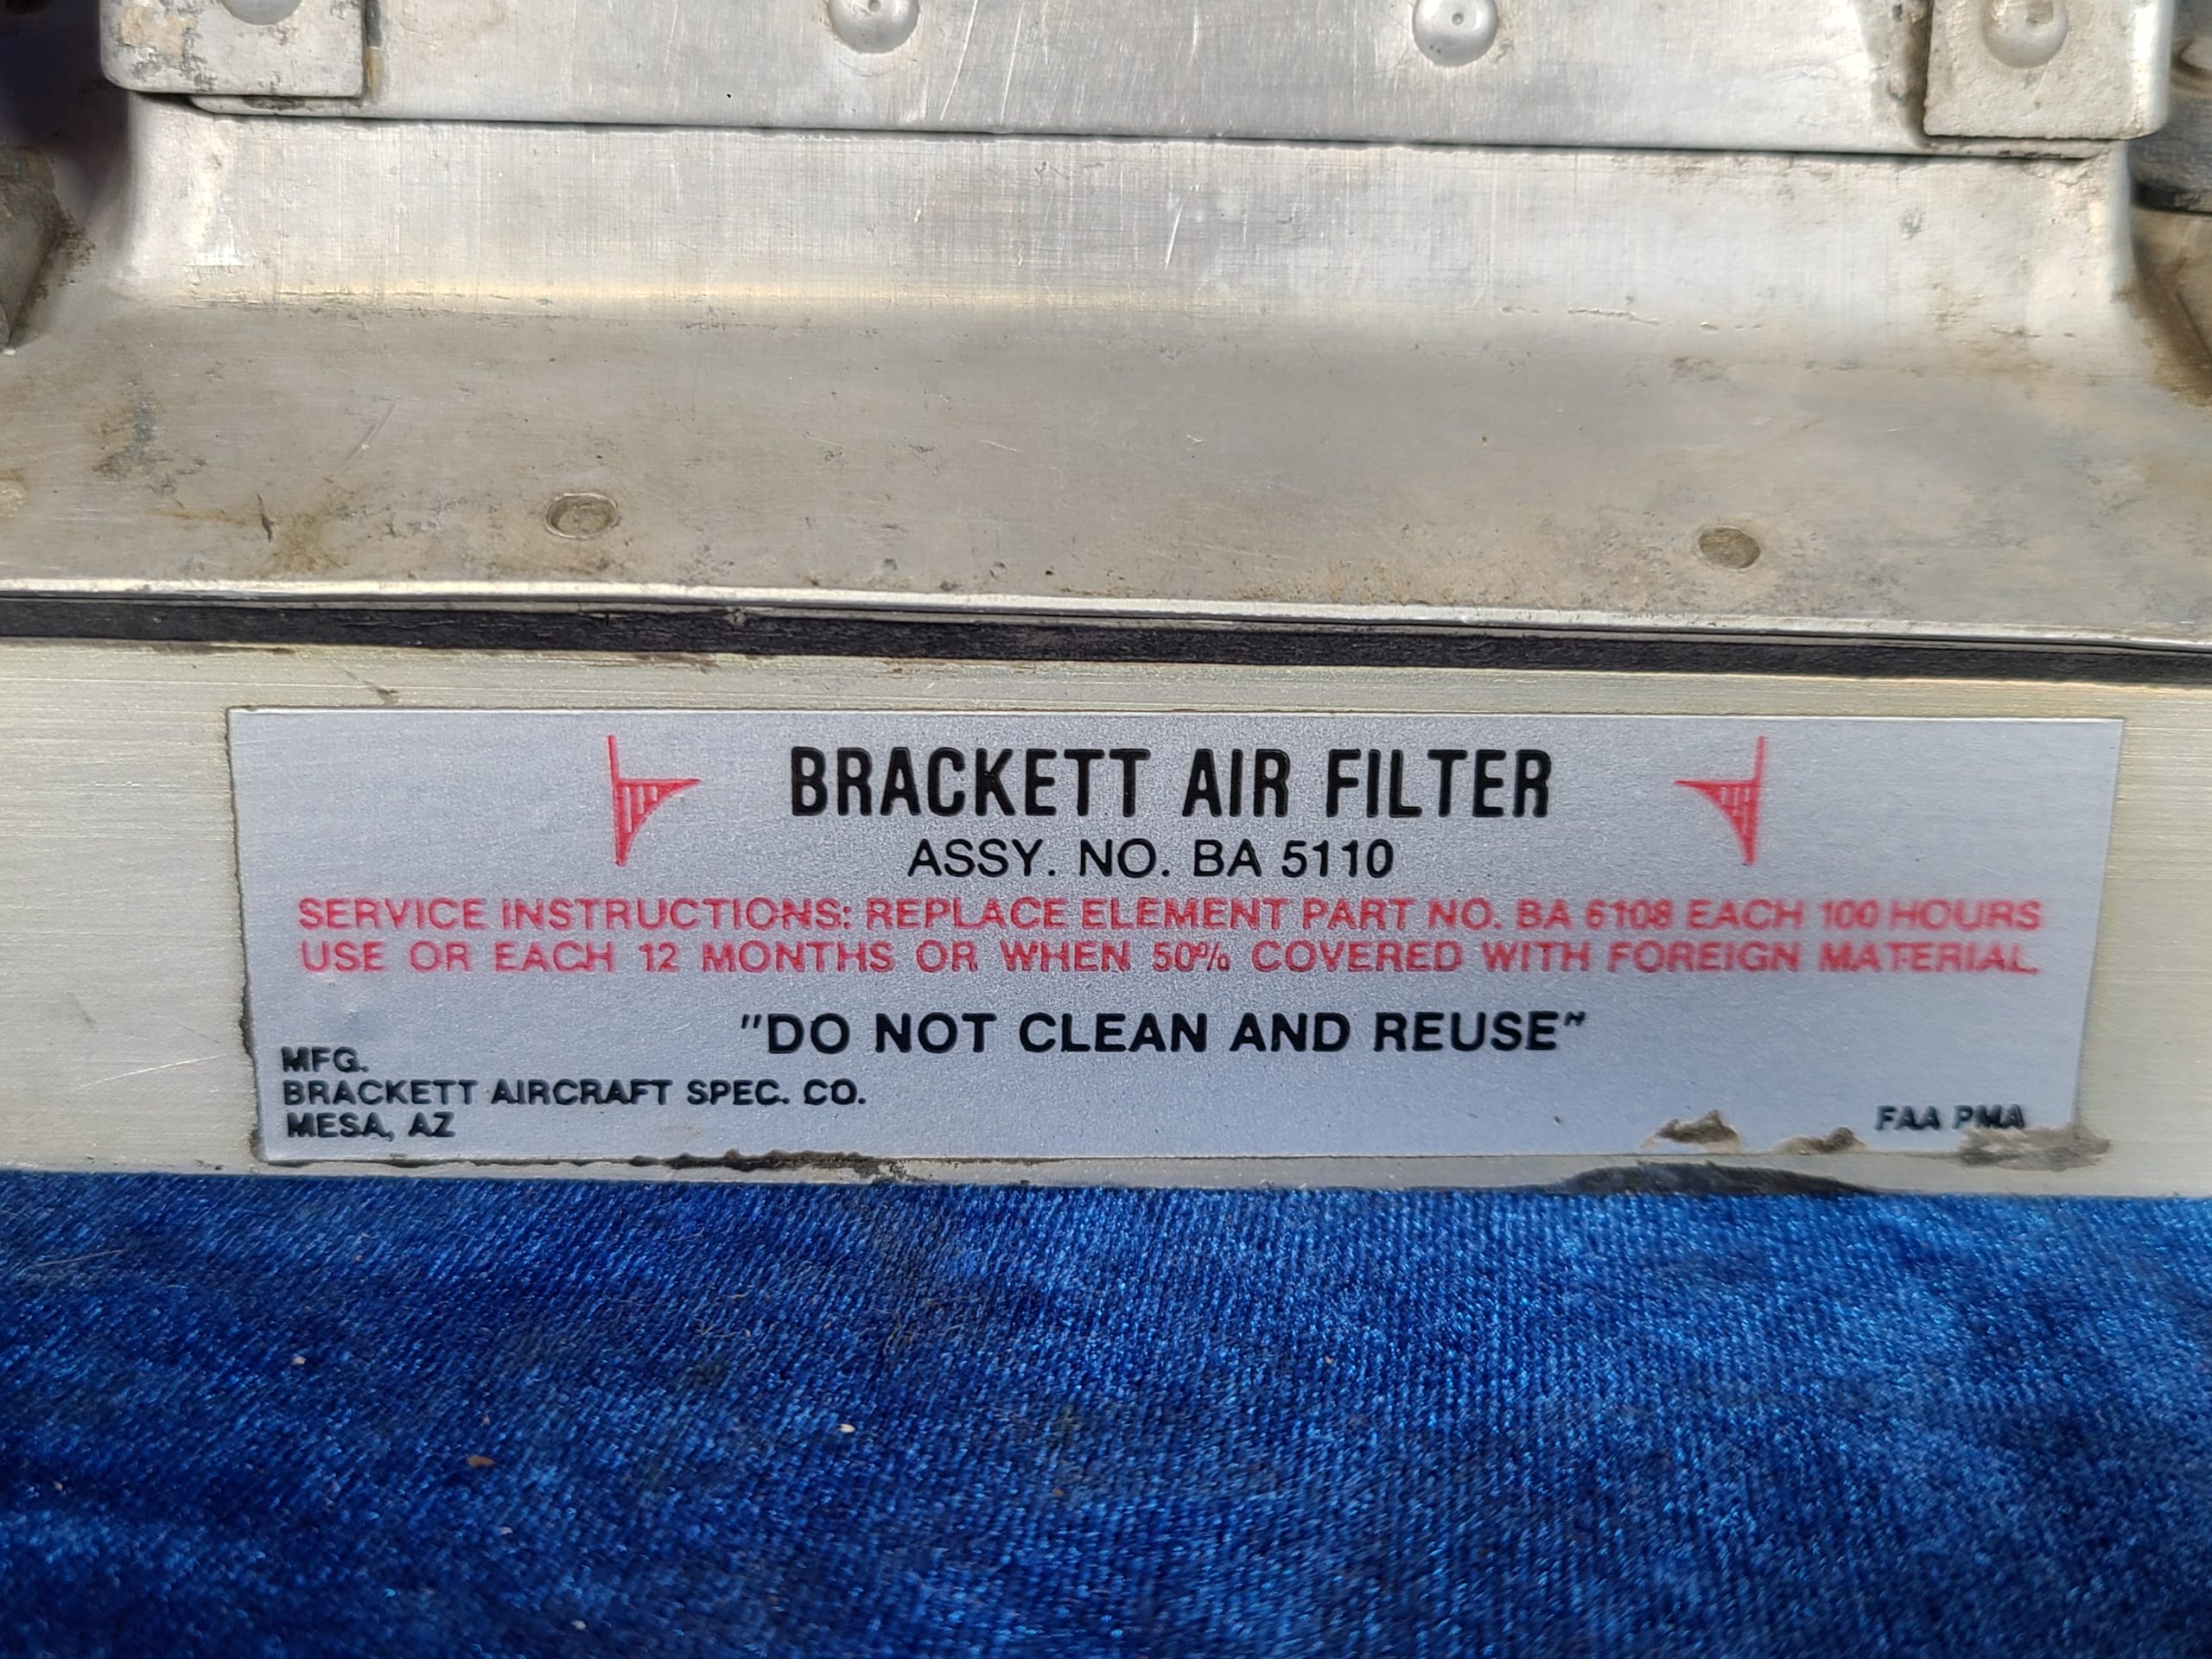 BRACKETT AIR FILTER
ASSY. NO. BA 5110
SERVICE INSTRUCTIONS: REPLACE ELEMENT PART NO. BA 6108 EACH 100 HOURS
USE OR EACH 12 MONTHS OR WHEN 50% COVERED WITH FOREIGN MATERIAL.
"DO NOT CLEAN AND REUSE"
MFG.
BRACKETT AIRCRAFT SPEC. CO.
MESA, AZ
FAA PMA